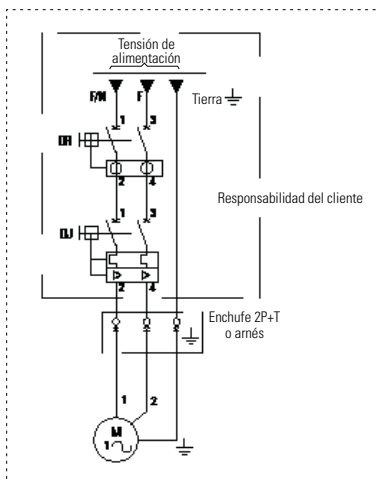 Tensión de
alimentación
F/N F
Tierra
1 3
DR
2 4
Responsabilidad del cliente
1 3
DJ
2 4
Enchufe 2P+T
o arnés
1 2
M
1